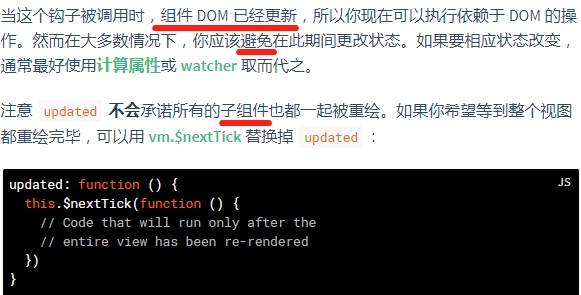 当这个钩子被调用时，组件 DOM 已经更新，所以你现在可以执行依赖于 DOM 的操
作。然而在大多数情况下，你应该避免在此期间更改状态。如果要相应状态改变，
通常最好使用计算属性或 watcher 取而代之。
注意 updated 不会承诺所有的子组件也都一起被重绘。如果你希望等到整个视图
都重绘完毕，可以用 vm.$nextTick 替换掉 updated ：
JS
updated: function () {
  this.$nextTick(function () {
    // Code that will run only after the
    // entire view has been re-rendered
  })
}